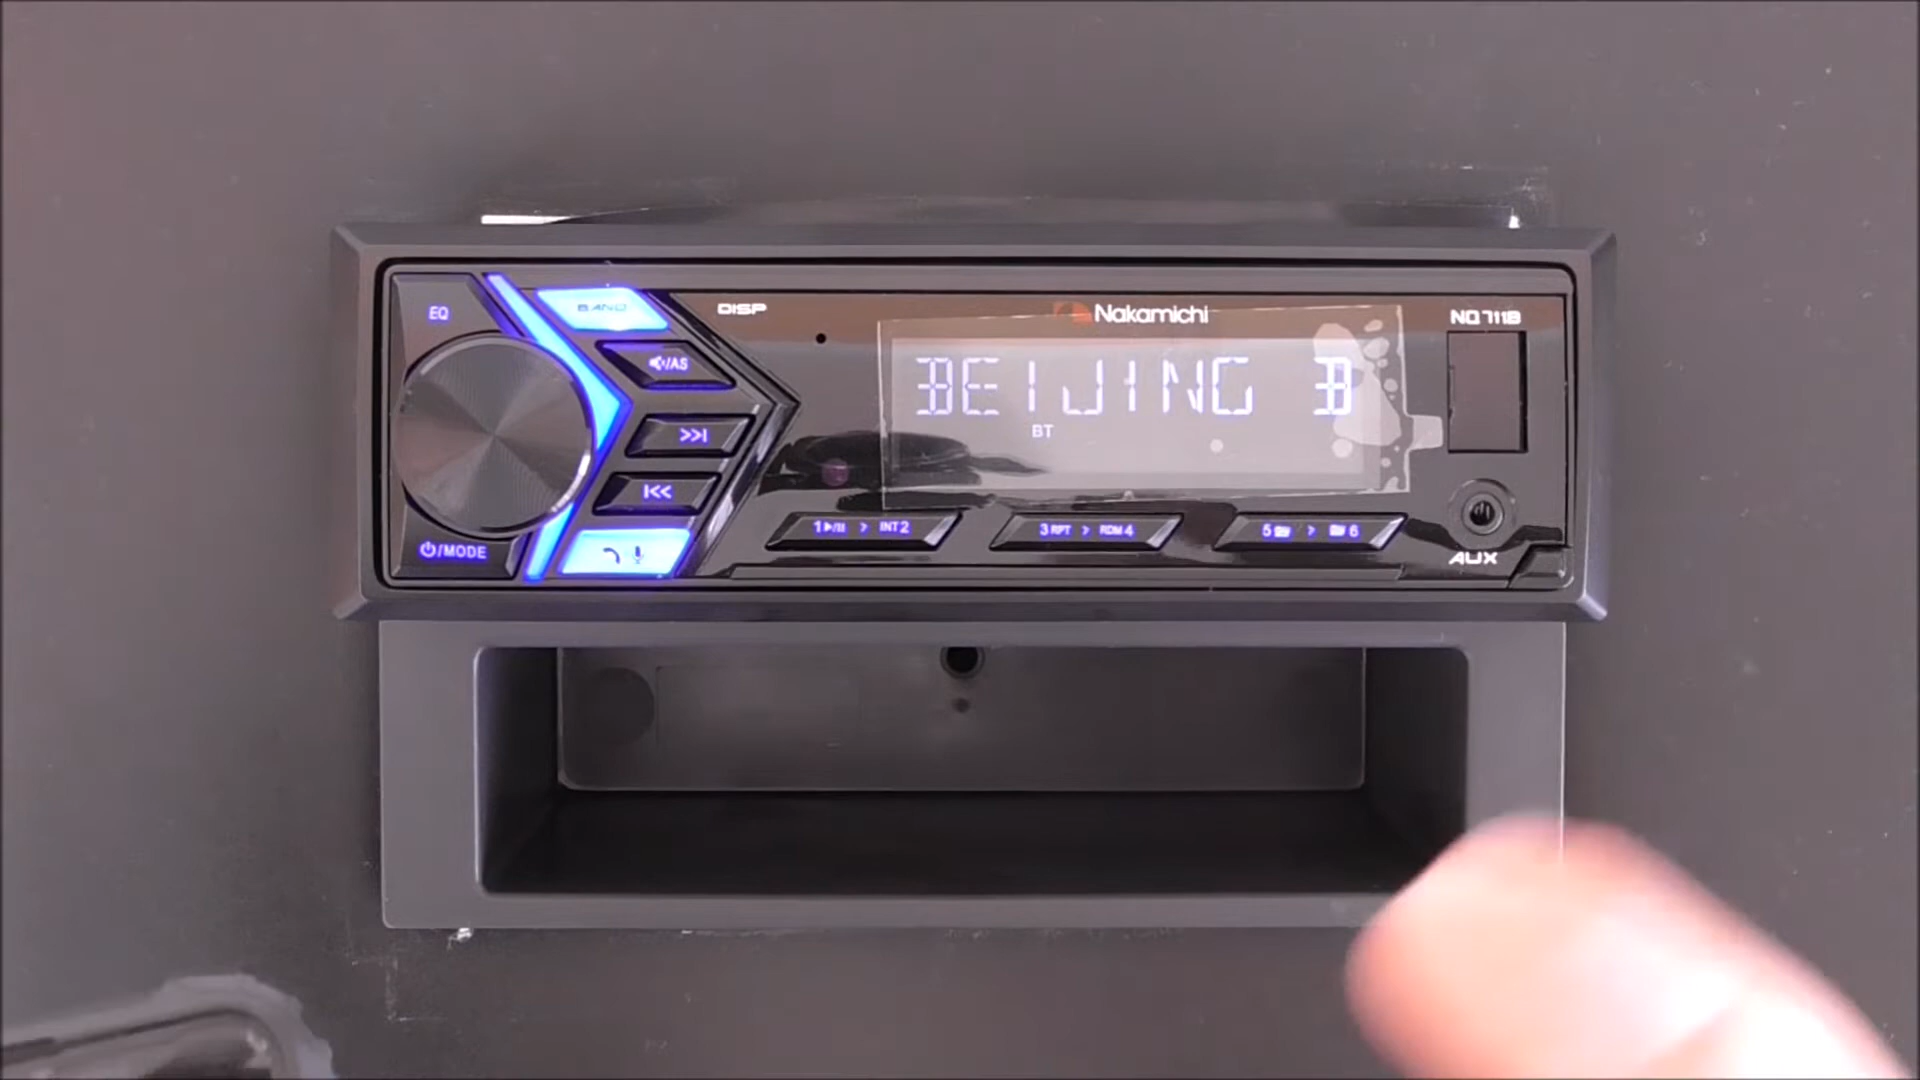 EQ
BAND
DISP
Nakamichi
NQ711B
/AS
BEIJING B
BT
>>I
I<<
1 ▶/II > INT 2
3 RPT > RDM 4
5 > 6
⏻/MODE
AUX